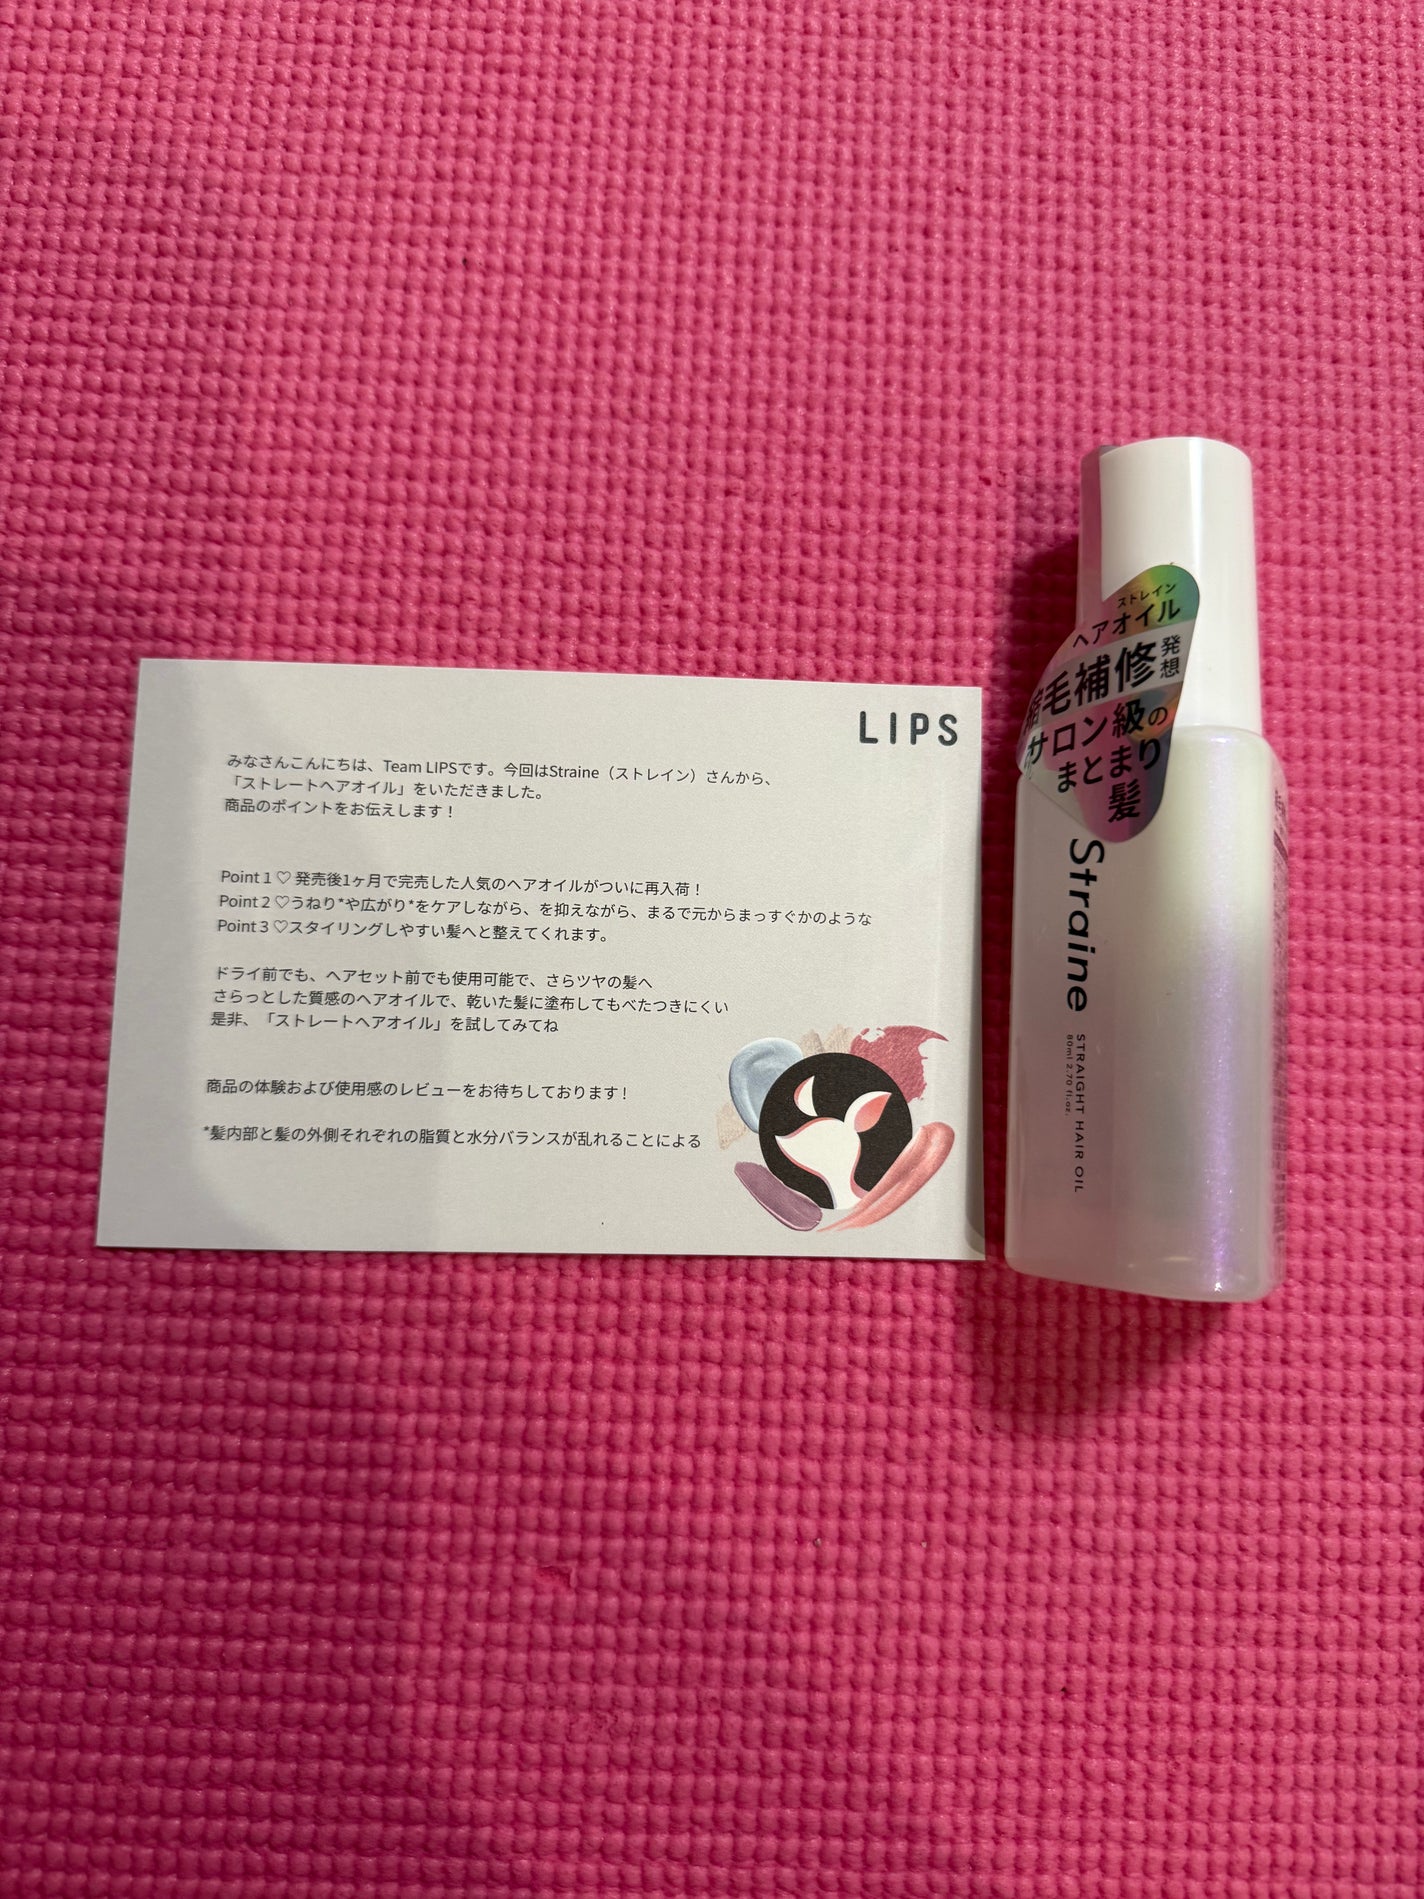 LIPS
みなさんこんにちは、Team LIPSです。今回はStraine（ストレイン）さんから、
「ストレートヘアオイル」をいただきました。
商品のポイントをお伝えします！
Point 1 ♡ 発売後1ヶ月で完売した人気のヘアオイルがついに再入荷！
Point 2 ♡うねり*や広がり*をケアしながら、を抑えながら、まるで元からまっすぐかのような
Point 3 ♡スタイリングしやすい髪へと整えてくれます。
ドライ前でも、ヘアセット前でも使用可能で、さらツヤの髪へ
さらっとした質感のヘアオイルで、乾いた髪に塗布してもべたつきにくい
是非、「ストレートヘアオイル」を試してみてね
商品の体験および使用感のレビューをお待ちしております！
*髪内部と髪の外側それぞれの脂質と水分バランスが乱れることによる
ストレイン
ヘアオイル
縮毛補修発想
サロン級の
まとまり
髪
Straine
STRAIGHT HAIR OIL
80ml 2.70 fl.oz.